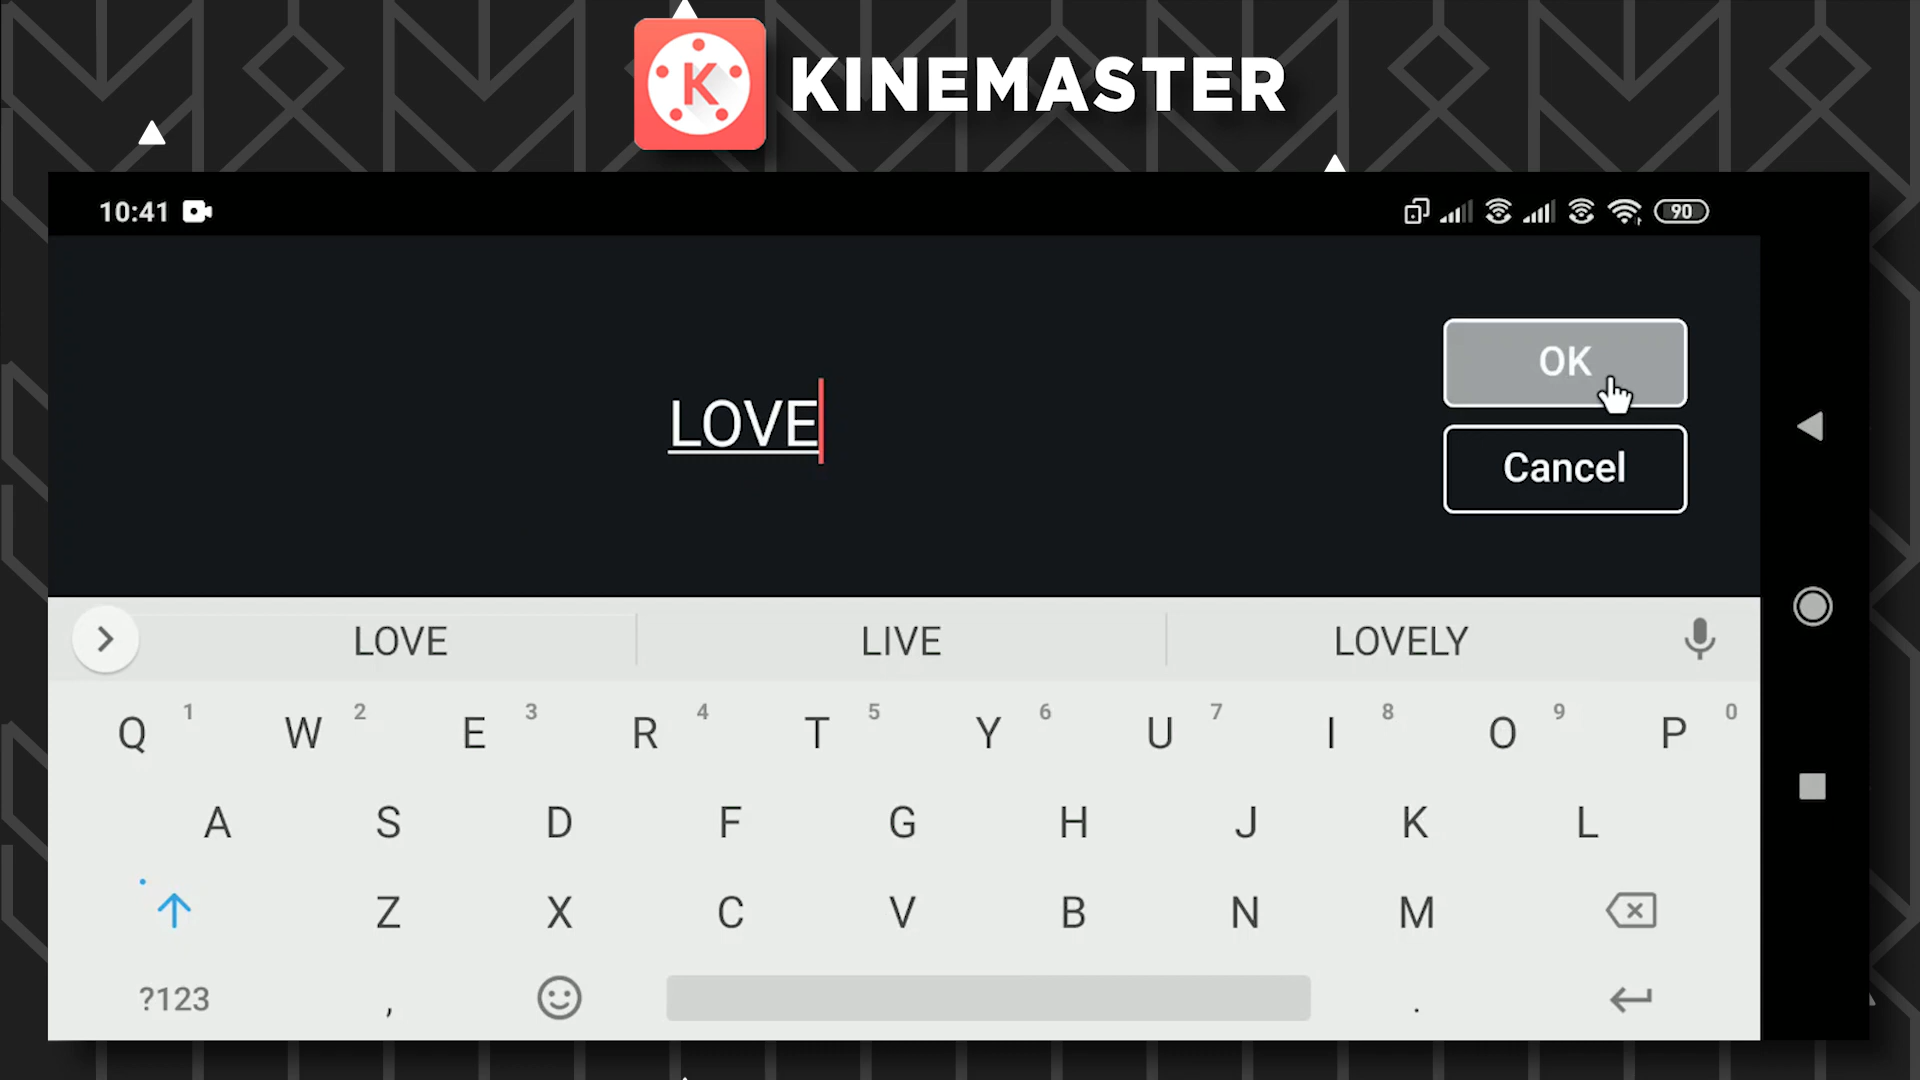 K KINEMASTER
10:41 90
OK
LOVE
Cancel
LOVE LIVE LOVELY
Q 1 W 2 E 3 R 4 T 5 Y 6 U 7 I 8 O 9 P 0
A S D F G H J K L
Z X C V B N M
?123 , .